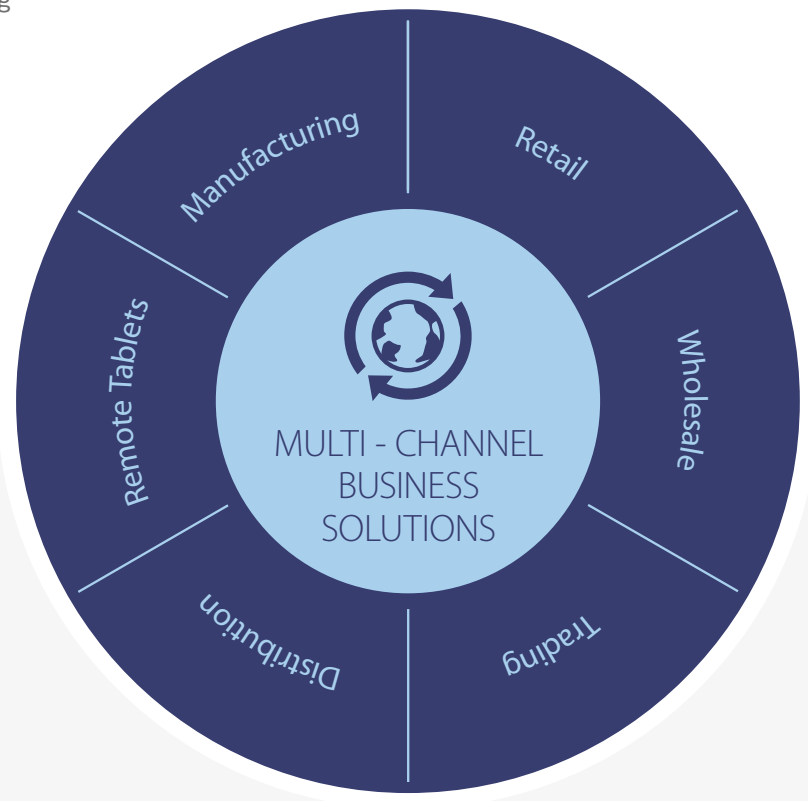 Manufacturing
Retail
Remote Tablets
Wholesale
MULTI - CHANNEL
BUSINESS
SOLUTIONS
Distribution
Trading